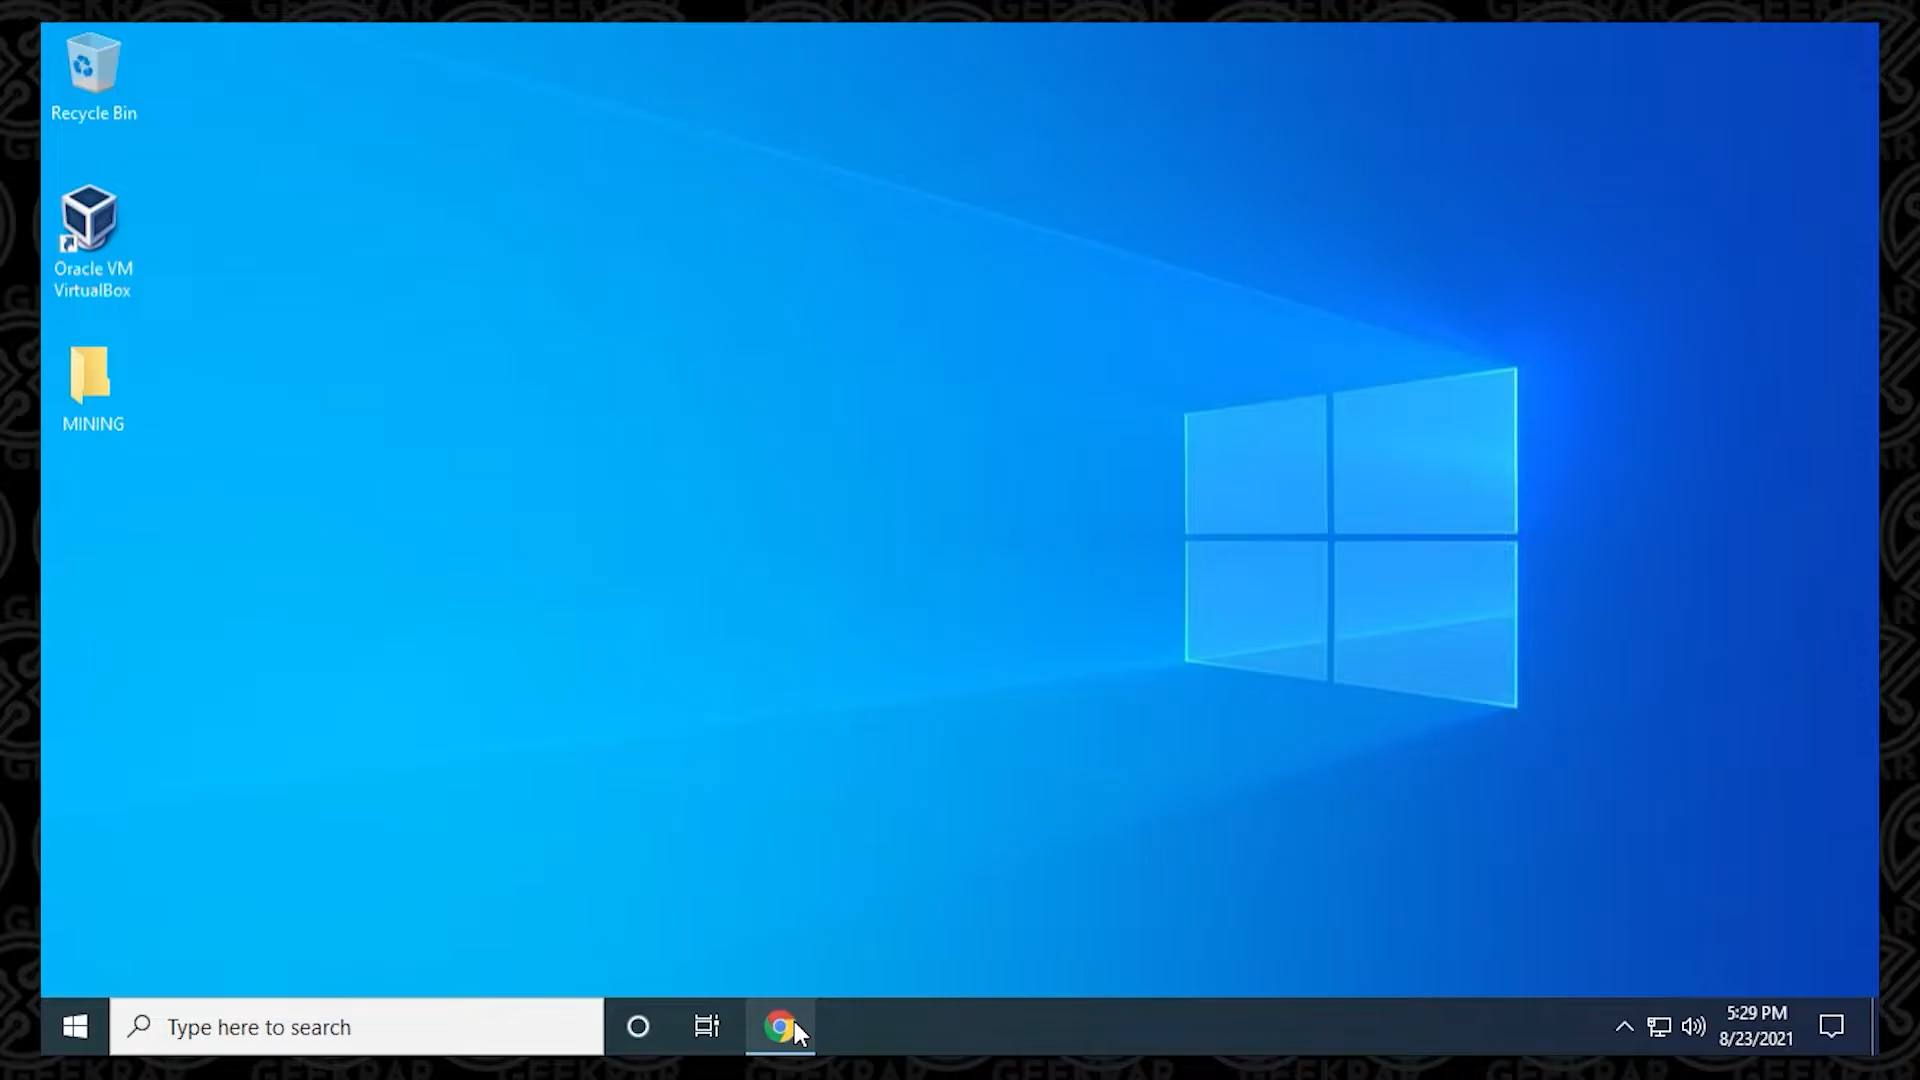 Recycle Bin
Oracle VM
VirtualBox
MINING
Type here to search
5:29 PM
8/23/2021